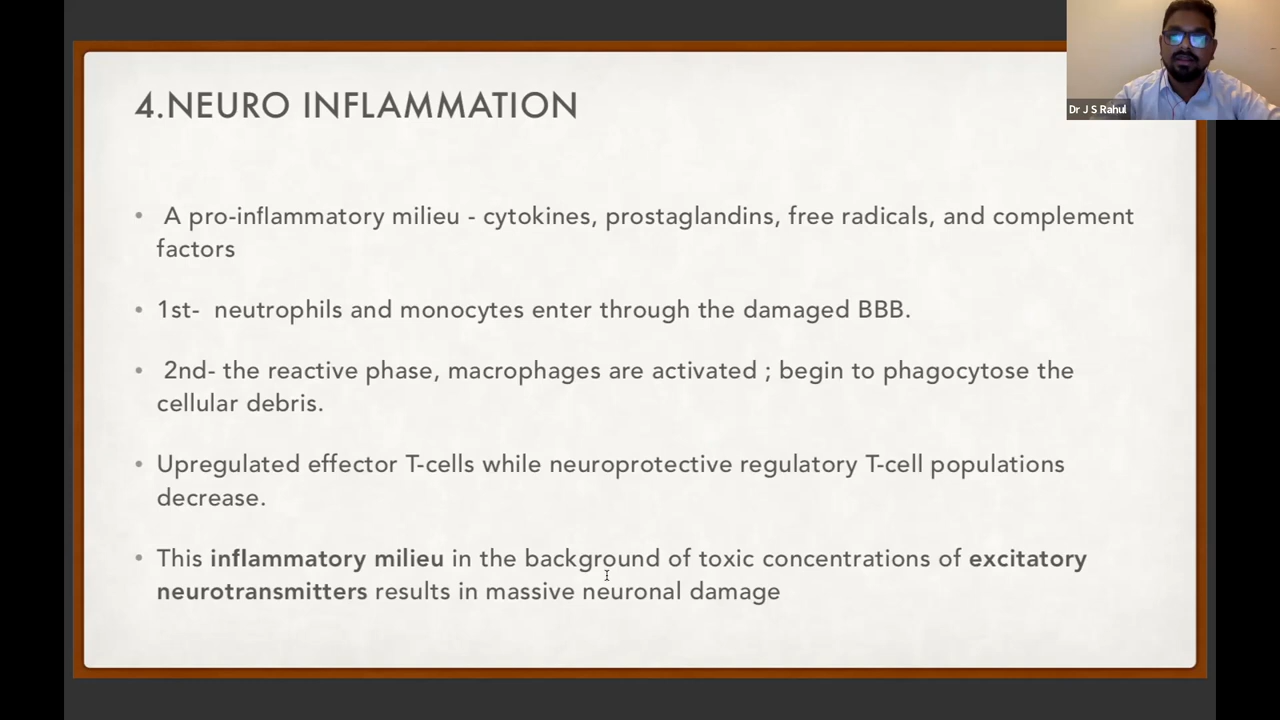 Dr J S Rahul
4.NEURO INFLAMMATION
• A pro-inflammatory milieu - cytokines, prostaglandins, free radicals, and complement
factors
• 1st- neutrophils and monocytes enter through the damaged BBB.
• 2nd- the reactive phase, macrophages are activated ; begin to phagocytose the
cellular debris.
• Upregulated effector T-cells while neuroprotective regulatory T-cell populations
decrease.
• This inflammatory milieu in the background of toxic concentrations of excitatory
neurotransmitters results in massive neuronal damage